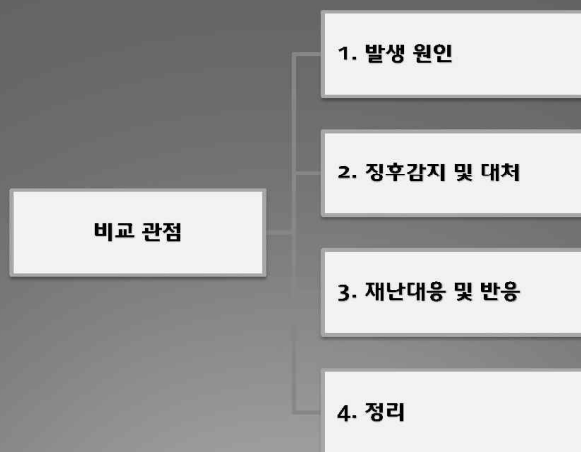 비교 관점
1. 발생 원인
2. 징후감지 및 대처
3. 재난대응 및 반응
4. 정리